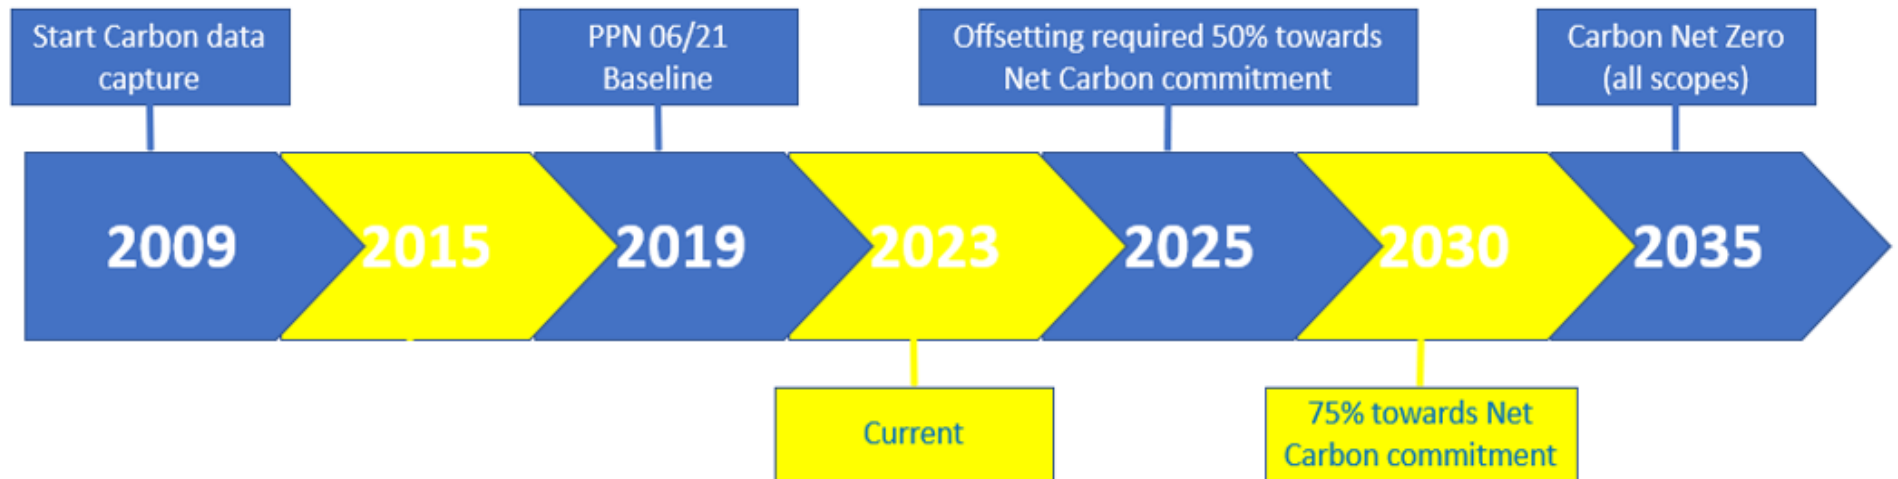 Start Carbon data
capture
PPN 06/21
Baseline
Offsetting required 50% towards
Net Carbon commitment
Carbon Net Zero
(all scopes)
2009
2015
2019
2023
2025
2030
2035
Current
75% towards Net
Carbon commitment